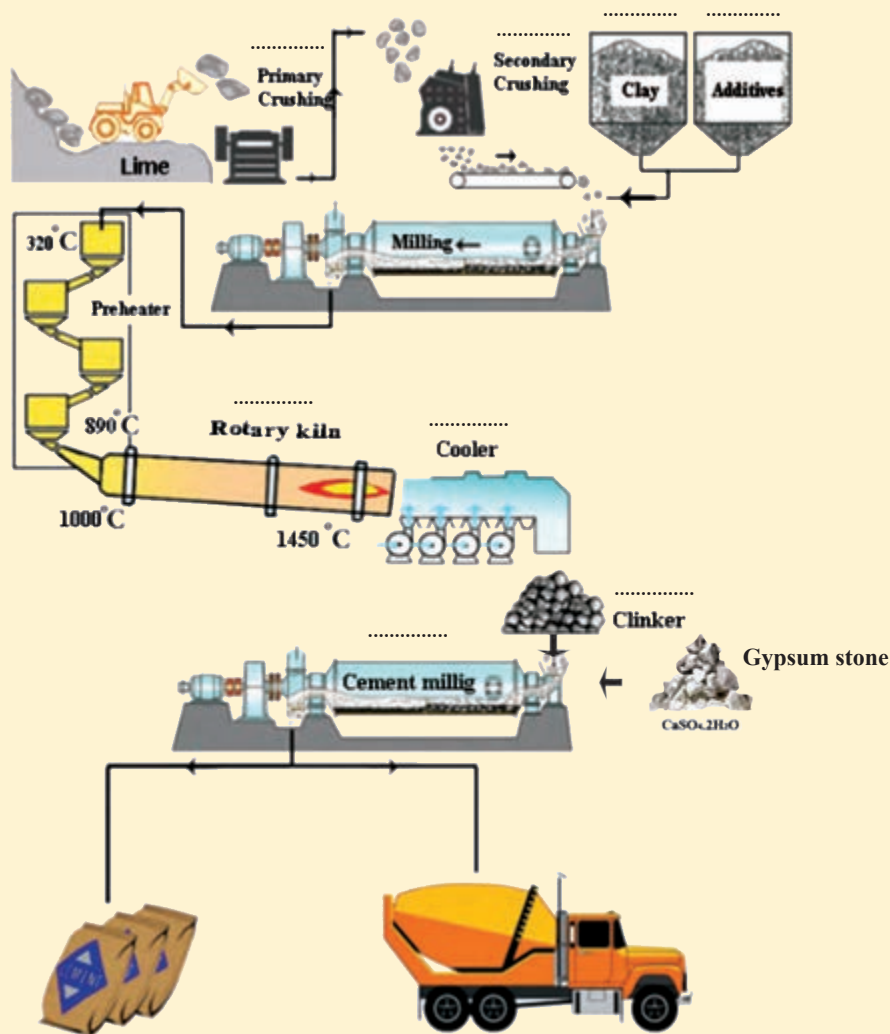 ...............
Primary
Crushing
Lime
...............
Secondary
Crushing
...............
Clay
...............
Additives
Milling
320°C
Preheater
890°C
...............
Rotary kiln
1000°C
1450°C
...............
Cooler
...............
Clinker
Gypsum stone
CaSO₄.2H₂O
...............
Cement millig
CEMENT